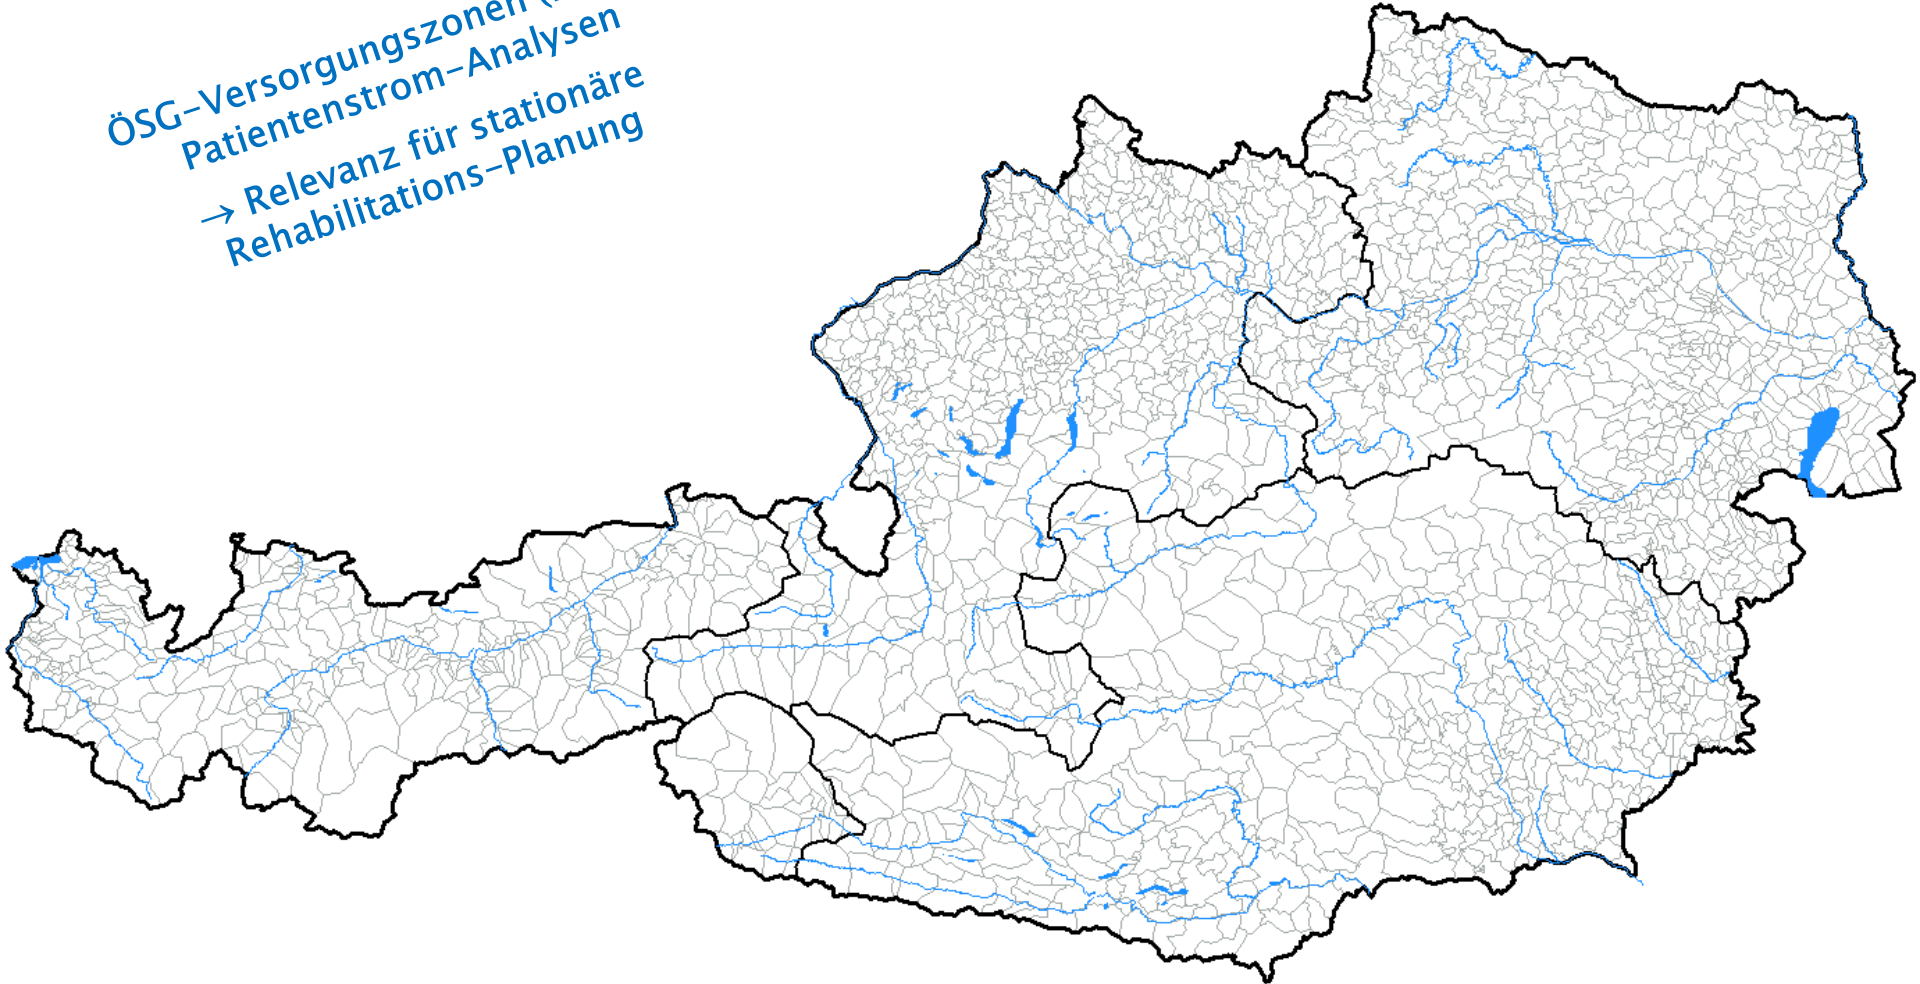 ÖSG-Versorgungszonen
Patientenstrom-Analysen
→ Relevanz für stationäre
Rehabilitations-Planung